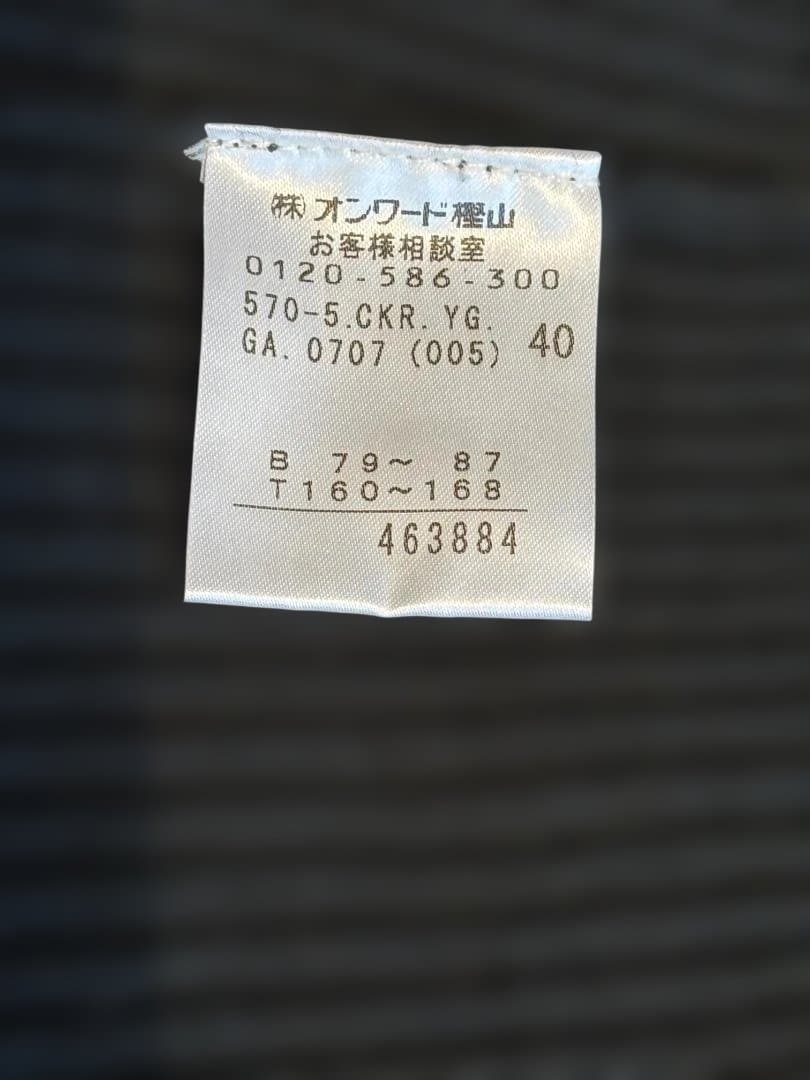 ㈱オンワード樫山
お客様相談室
0120-586-300
570-5.CKR.YG.
GA.0707 (005) 40
B 79～ 87
T160～168
463884